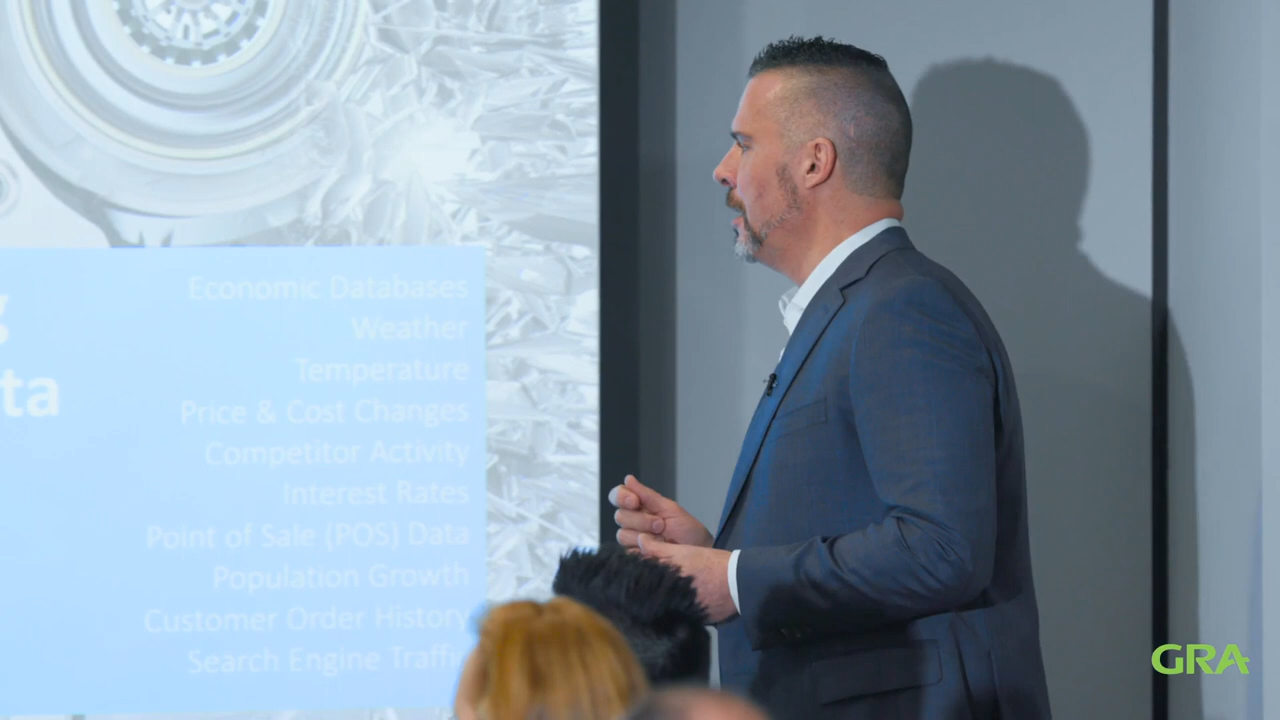 ta
Economic Databases
Weather
Temperature
Price & Cost Changes
Competitor Activity
Interest Rates
Point of Sale (POS) Data
Population Growth
Customer Order History
Search Engine Traffic
GRA